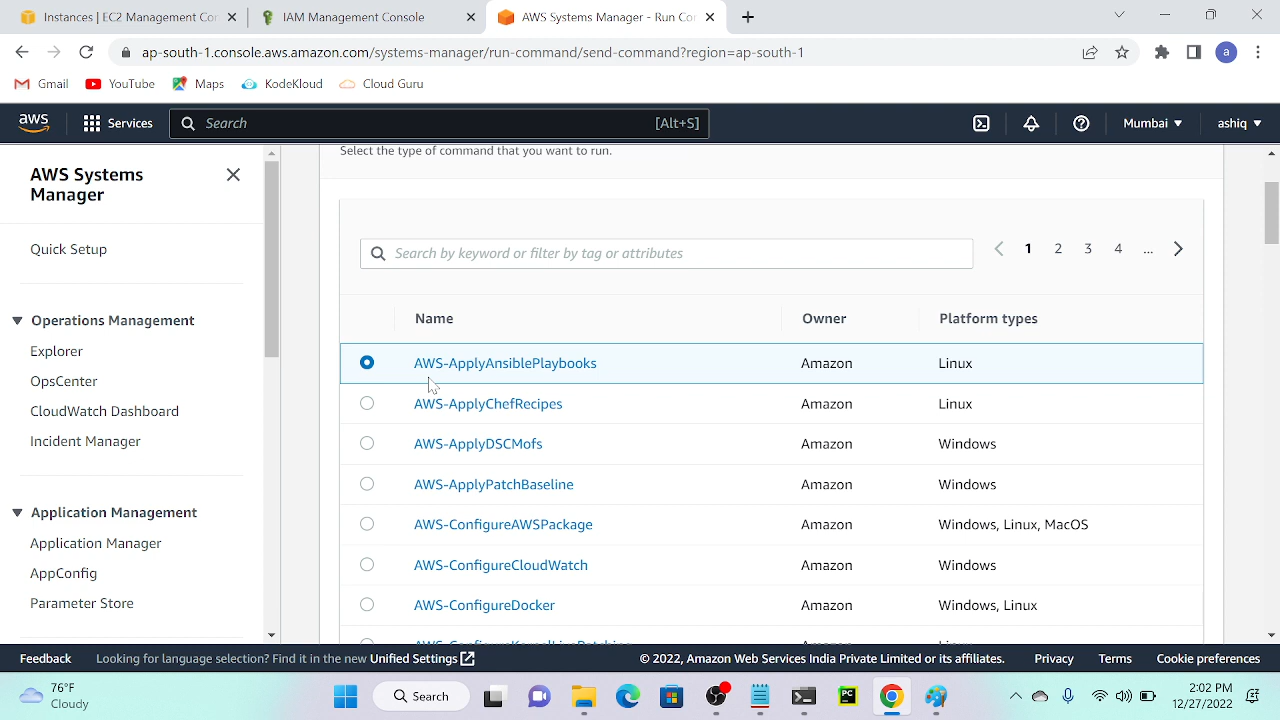 Instances | EC2 Management Con
IAM Management Console
AWS Systems Manager - Run Con
ap-south-1.console.aws.amazon.com/systems-manager/run-command/send-command?region=ap-south-1
a
Gmail
YouTube
Maps
KodeKloud
Cloud Guru
aws
Services
Search
[Alt+S]
Mumbai
ashiq
AWS Systems
Manager
Quick Setup
Operations Management
Explorer
OpsCenter
CloudWatch Dashboard
Incident Manager
Application Management
Application Manager
AppConfig
Parameter Store
Select the type of command that you want to run.
Search by keyword or filter by tag or attributes
1 2 3 4 ...
Name Owner Platform types
AWS-ApplyAnsiblePlaybooks Amazon Linux
AWS-ApplyChefRecipes Amazon Linux
AWS-ApplyDSCMofs Amazon Windows
AWS-ApplyPatchBaseline Amazon Windows
AWS-ConfigureAWSPackage Amazon Windows, Linux, MacOS
AWS-ConfigureCloudWatch Amazon Windows
AWS-ConfigureDocker Amazon Windows, Linux
AWS-ConfigureKernelLivePatching Amazon Linux
Feedback
Looking for language selection? Find it in the new Unified Settings
© 2022, Amazon Web Services India Private Limited or its affiliates.
Privacy
Terms
Cookie preferences
76°F
Cloudy
Search
PC
2:02 PM
12/27/2022